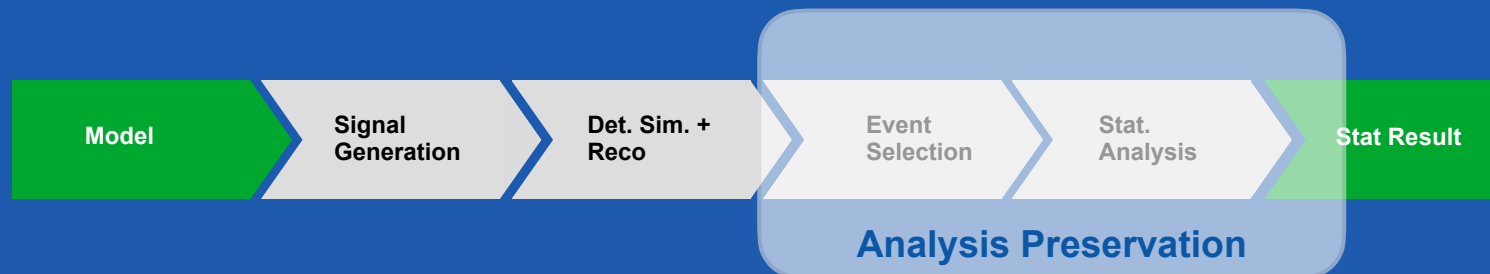 Model
Signal
Generation
Det. Sim. +
Reco
Event
Selection
Stat.
Analysis
Stat Result
Analysis Preservation